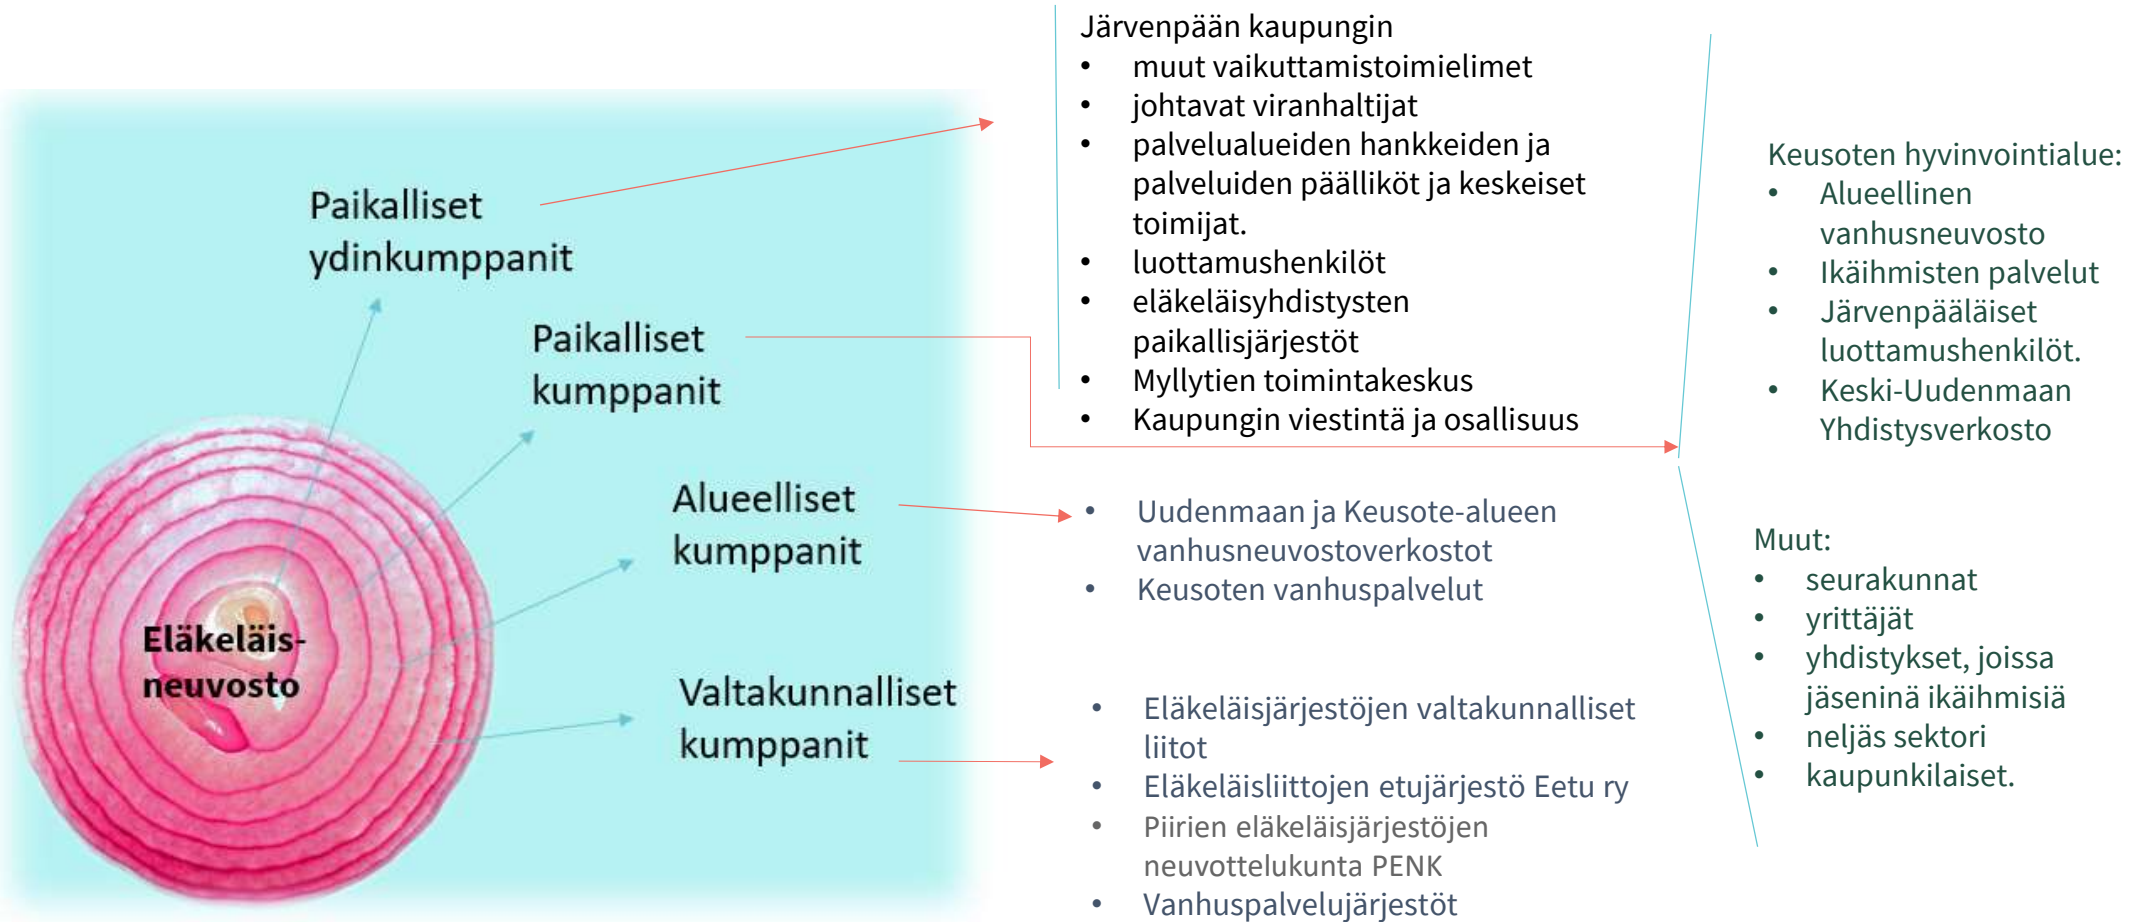 Eläkeläis-
neuvosto
Paikalliset
ydinkumppanit
Paikalliset
kumppanit
Alueelliset
kumppanit
Valtakunnalliset
kumppanit
Järvenpään kaupungin
• muut vaikuttamistoimielimet
• johtavat viranhaltijat
• palvelualueiden hankkeiden ja
palveluiden päälliköt ja keskeiset
toimijat.
• luottamushenkilöt
• eläkeläisyhdistysten
paikallisjärjestöt
• Myllytien toimintakeskus
• Kaupungin viestintä ja osallisuus
• Uudenmaan ja Keusote-alueen
vanhusneuvostoverkostot
• Keusoten vanhuspalvelut
• Eläkeläisjärjestöjen valtakunnalliset
liitot
• Eläkeläisliittojen etujärjestö Eetu ry
• Piirien eläkeläisjärjestöjen
neuvottelukunta PENK
• Vanhuspalvelujärjestöt
Keusoten hyvinvointialue:
• Alueellinen
vanhusneuvosto
• Ikäihmisten palvelut
• Järvenpääläiset
luottamushenkilöt.
• Keski-Uudenmaan
Yhdistysverkosto
Muut:
• seurakunnat
• yrittäjät
• yhdistykset, joissa
jäseninä ikäihmisiä
• neljäs sektori
• kaupunkilaiset.